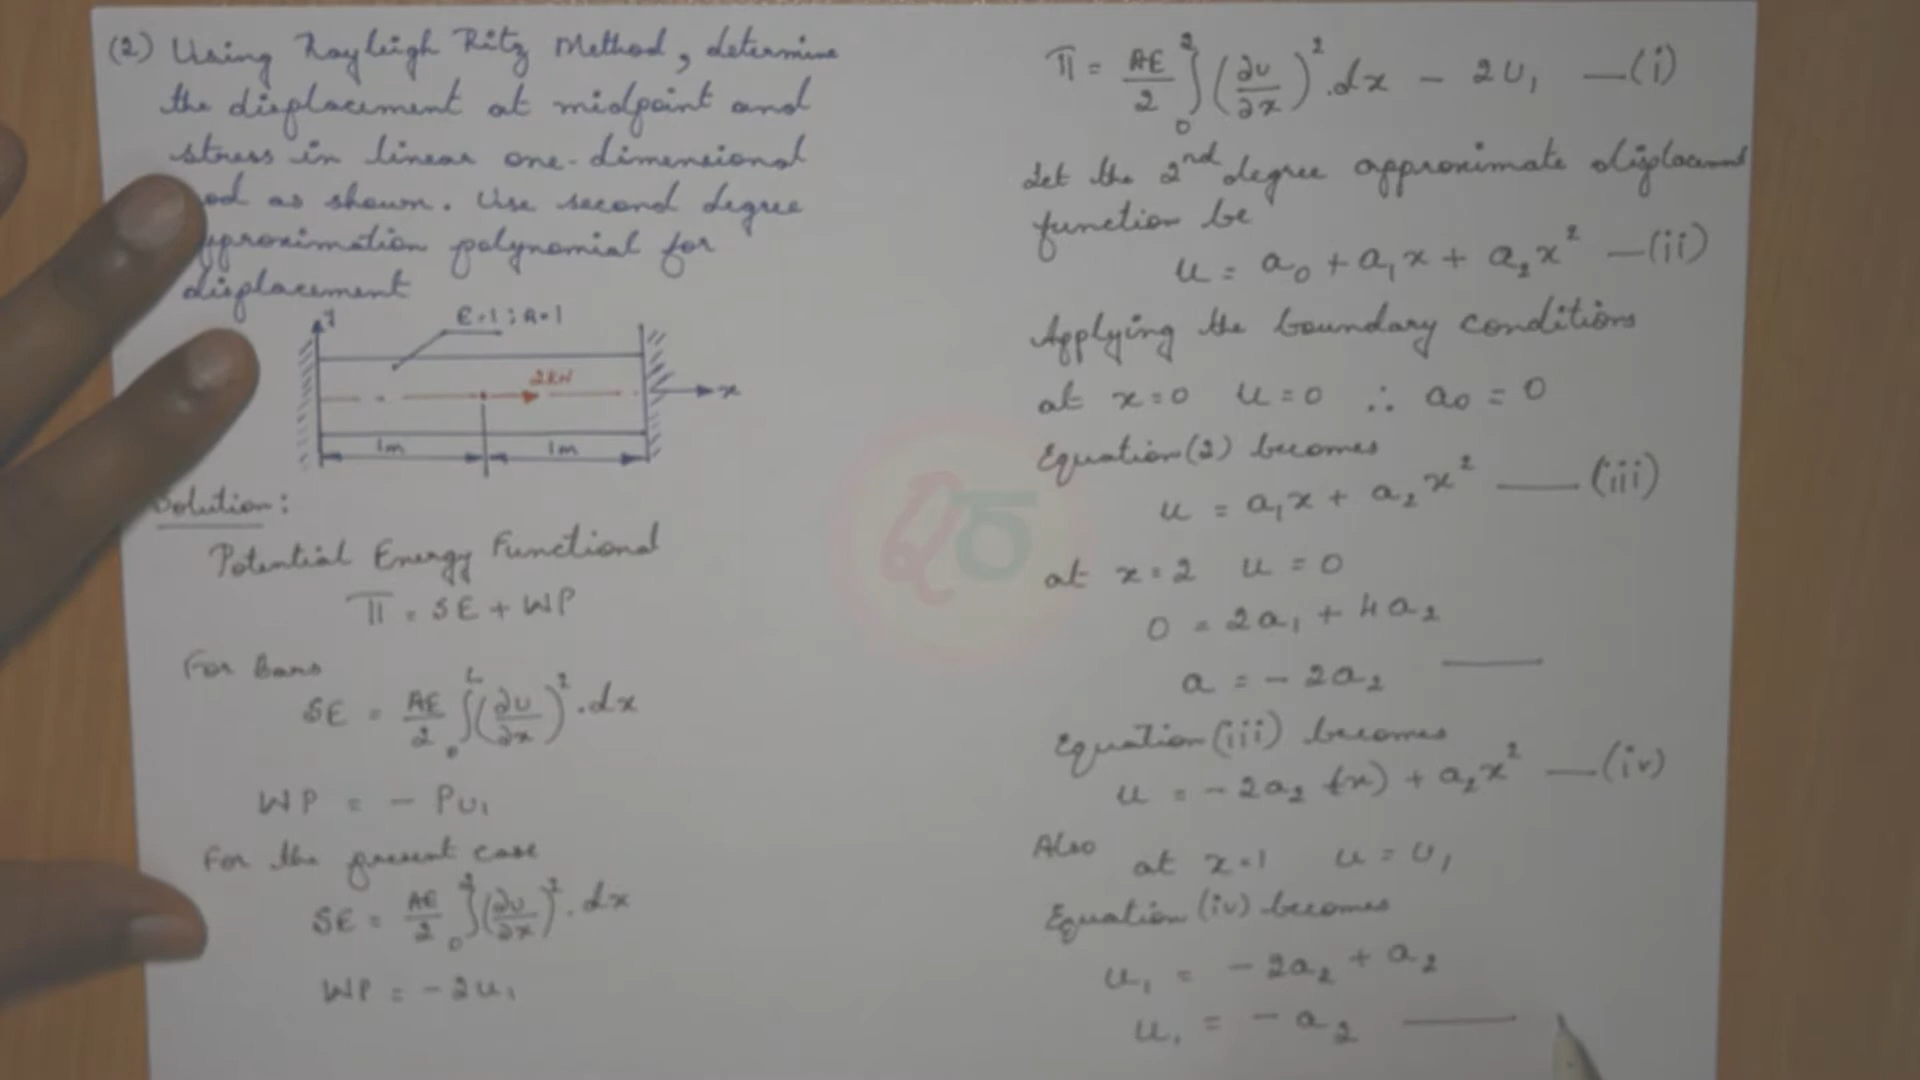 (2) Using Rayleigh Ritz Method, determine
the displacement at midpoint and
stress in linear one-dimensional
as shown. Use second degree
polynomial for
displacement
y
E=1 ; A=1
2kN
x
1m 1m
Solution:
Potential Energy Functional
Π = SE + WP
For Bars
SE = AE/2 ∫₀ᴸ (∂u/∂x)² . dx
WP = - Pu₁
For the present case
SE = AE/2 ∫₀² (∂u/∂x)² . dx
WP = - 2u₁
Π = AE/2 ∫₀² (∂u/∂x)² . dx - 2U₁ —(i)
Let the 2nd degree approximate
function be
u = a₀ + a₁x + a₂x² —(ii)
Applying the boundary conditions
at x=0 u=0 ∴ a₀ = 0
Equation(2) becomes
u = a₁x + a₂x² —(iii)
at x=2 u = 0
0 = 2a₁ + 4a₂
a = - 2a₂ —
Equation(iii) becomes
u = - 2a₂ (x) + a₂x² —(iv)
Also at x=1 u = U₁
Equation (iv) becomes
u₁ = - 2a₂ + a₂
u₁ = - a₂ —